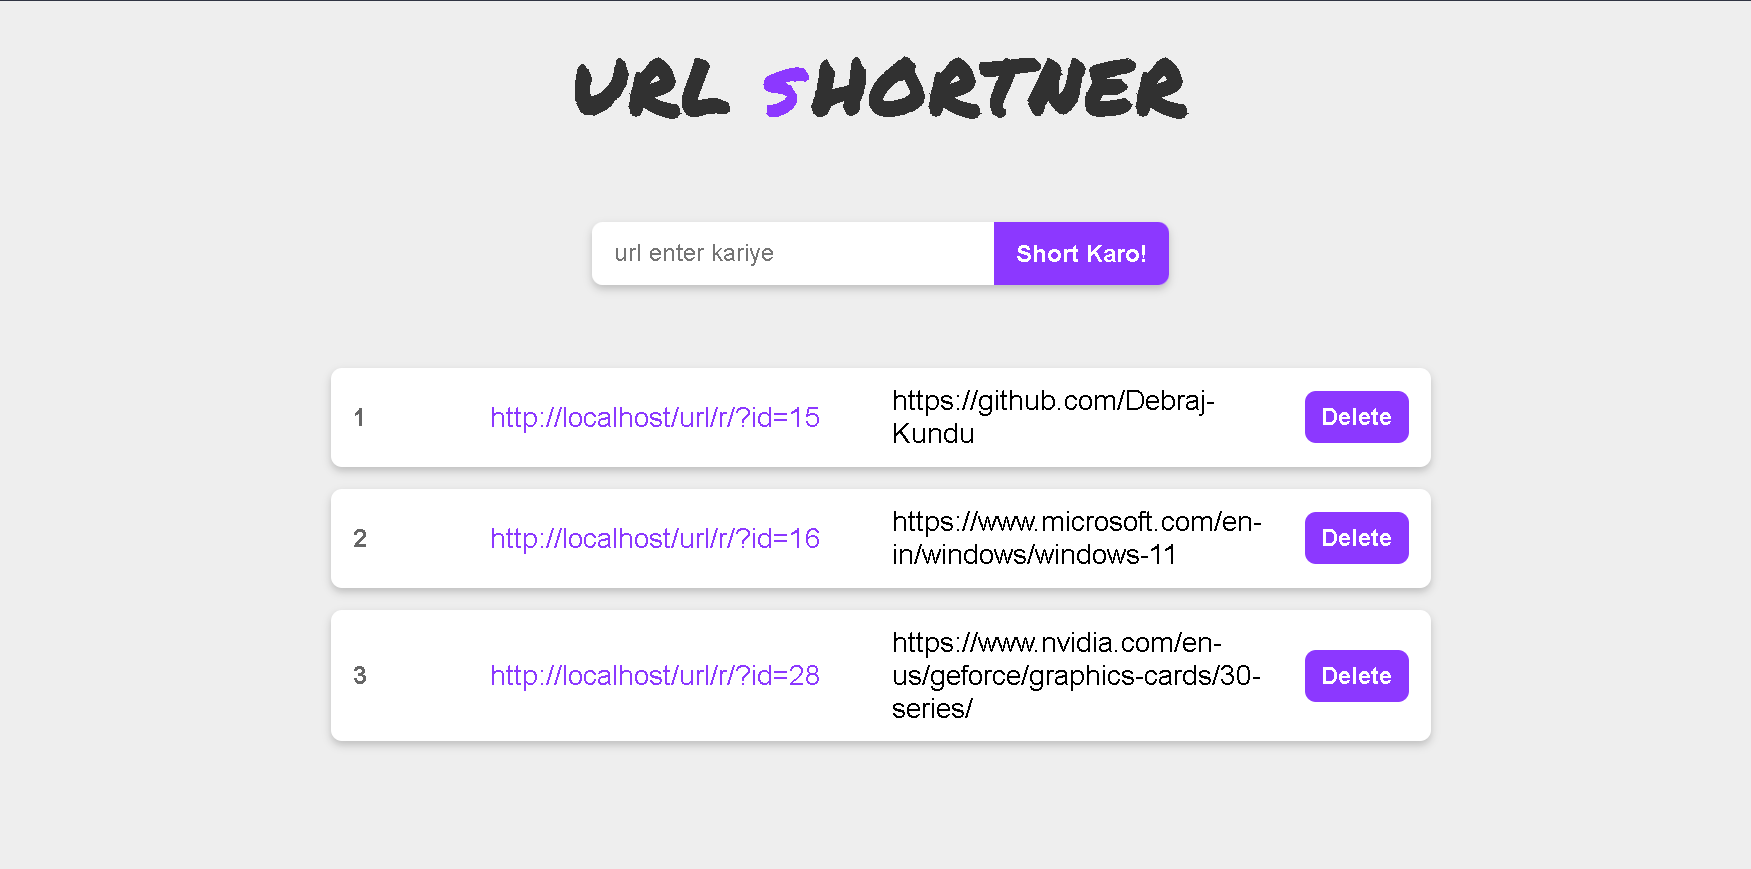 URL sHORTNER
url enter kariye
Short Karo!
1
http://localhost/url/r/?id=15
https://github.com/Debraj-
Kundu
Delete
2
http://localhost/url/r/?id=16
https://www.microsoft.com/en-
in/windows/windows-11
Delete
3
http://localhost/url/r/?id=28
https://www.nvidia.com/en-
us/geforce/graphics-cards/30-
series/
Delete